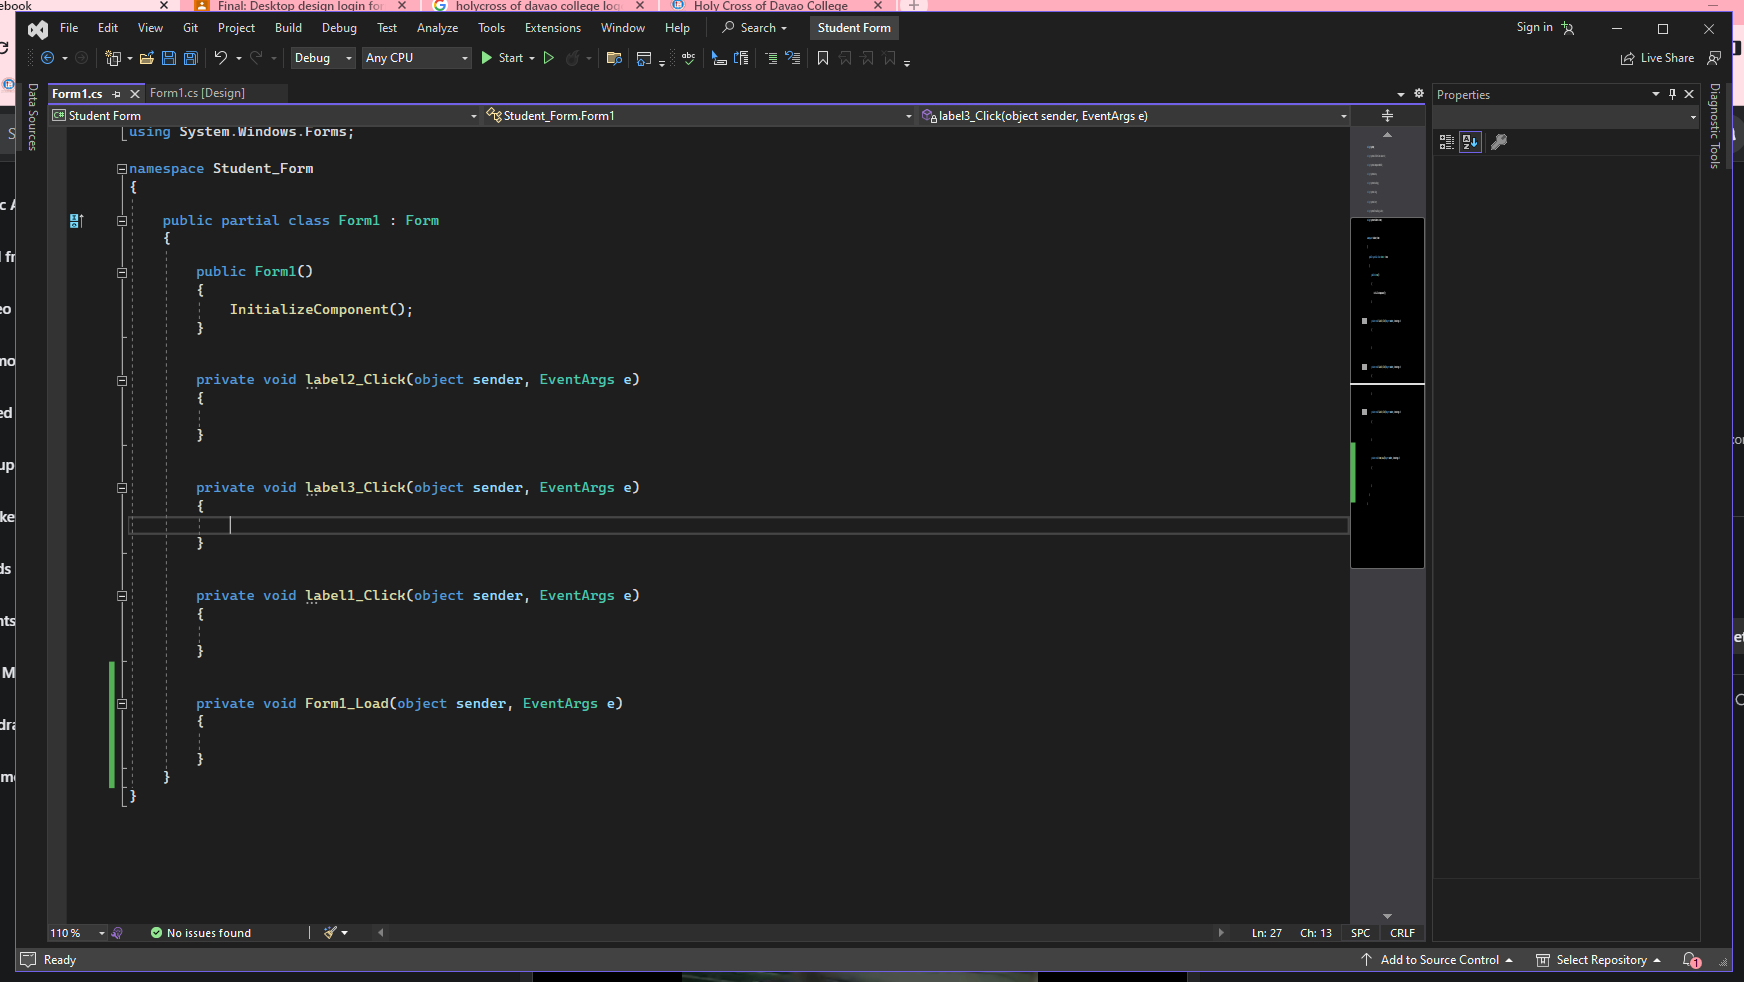 ebook
Final: Desktop design login for
holycross of davao college log
Holy Cross of Davao College
File Edit View Git Project Build Debug Test Analyze Tools Extensions Window Help Search Student Form Sign in
Debug Any CPU Start Live Share
Data Sources
Form1.cs Form1.cs [Design]
Student Form Student_Form.Form1 label3_Click(object sender, EventArgs e)
using System.Windows.Forms;
namespace Student_Form
{
public partial class Form1 : Form
{
public Form1()
{
InitializeComponent();
}
private void label2_Click(object sender, EventArgs e)
{
}
private void label3_Click(object sender, EventArgs e)
{
}
private void label1_Click(object sender, EventArgs e)
{
}
private void Form1_Load(object sender, EventArgs e)
{
}
}
}
Properties
Diagnostic Tools
110 % No issues found Ln: 27 Ch: 13 SPC CRLF
Ready Add to Source Control Select Repository 1